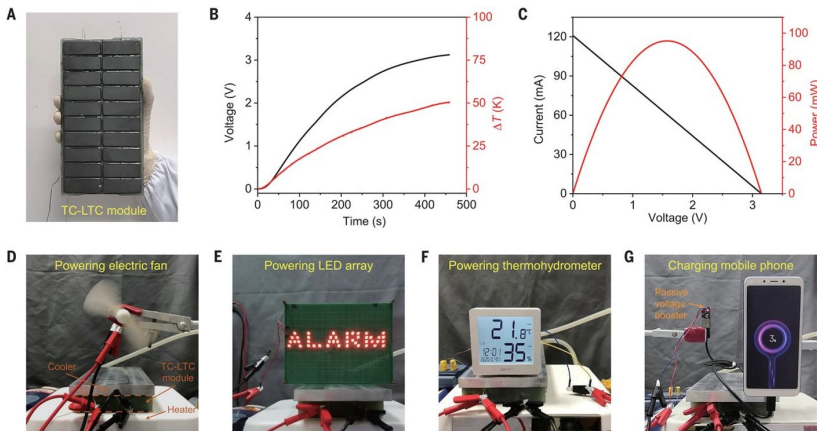 A
TC-LTC module
B
Voltage (V)
4
3
2
1
0
0
100
200
300
400
500
Time (s)
100
75
50
25
0
ΔT (K)
C
Current (mA)
120
90
60
30
0
0
1
2
3
Voltage (V)
100
80
60
40
20
0
Power (mW)
D
Powering electric fan
Cooler
TC-LTC
module
Heater
E
Powering LED array
ALARM
F
Powering thermohydrometer
21.8°C
12:01
35%
G
Charging mobile phone
Passive
voltage
booster